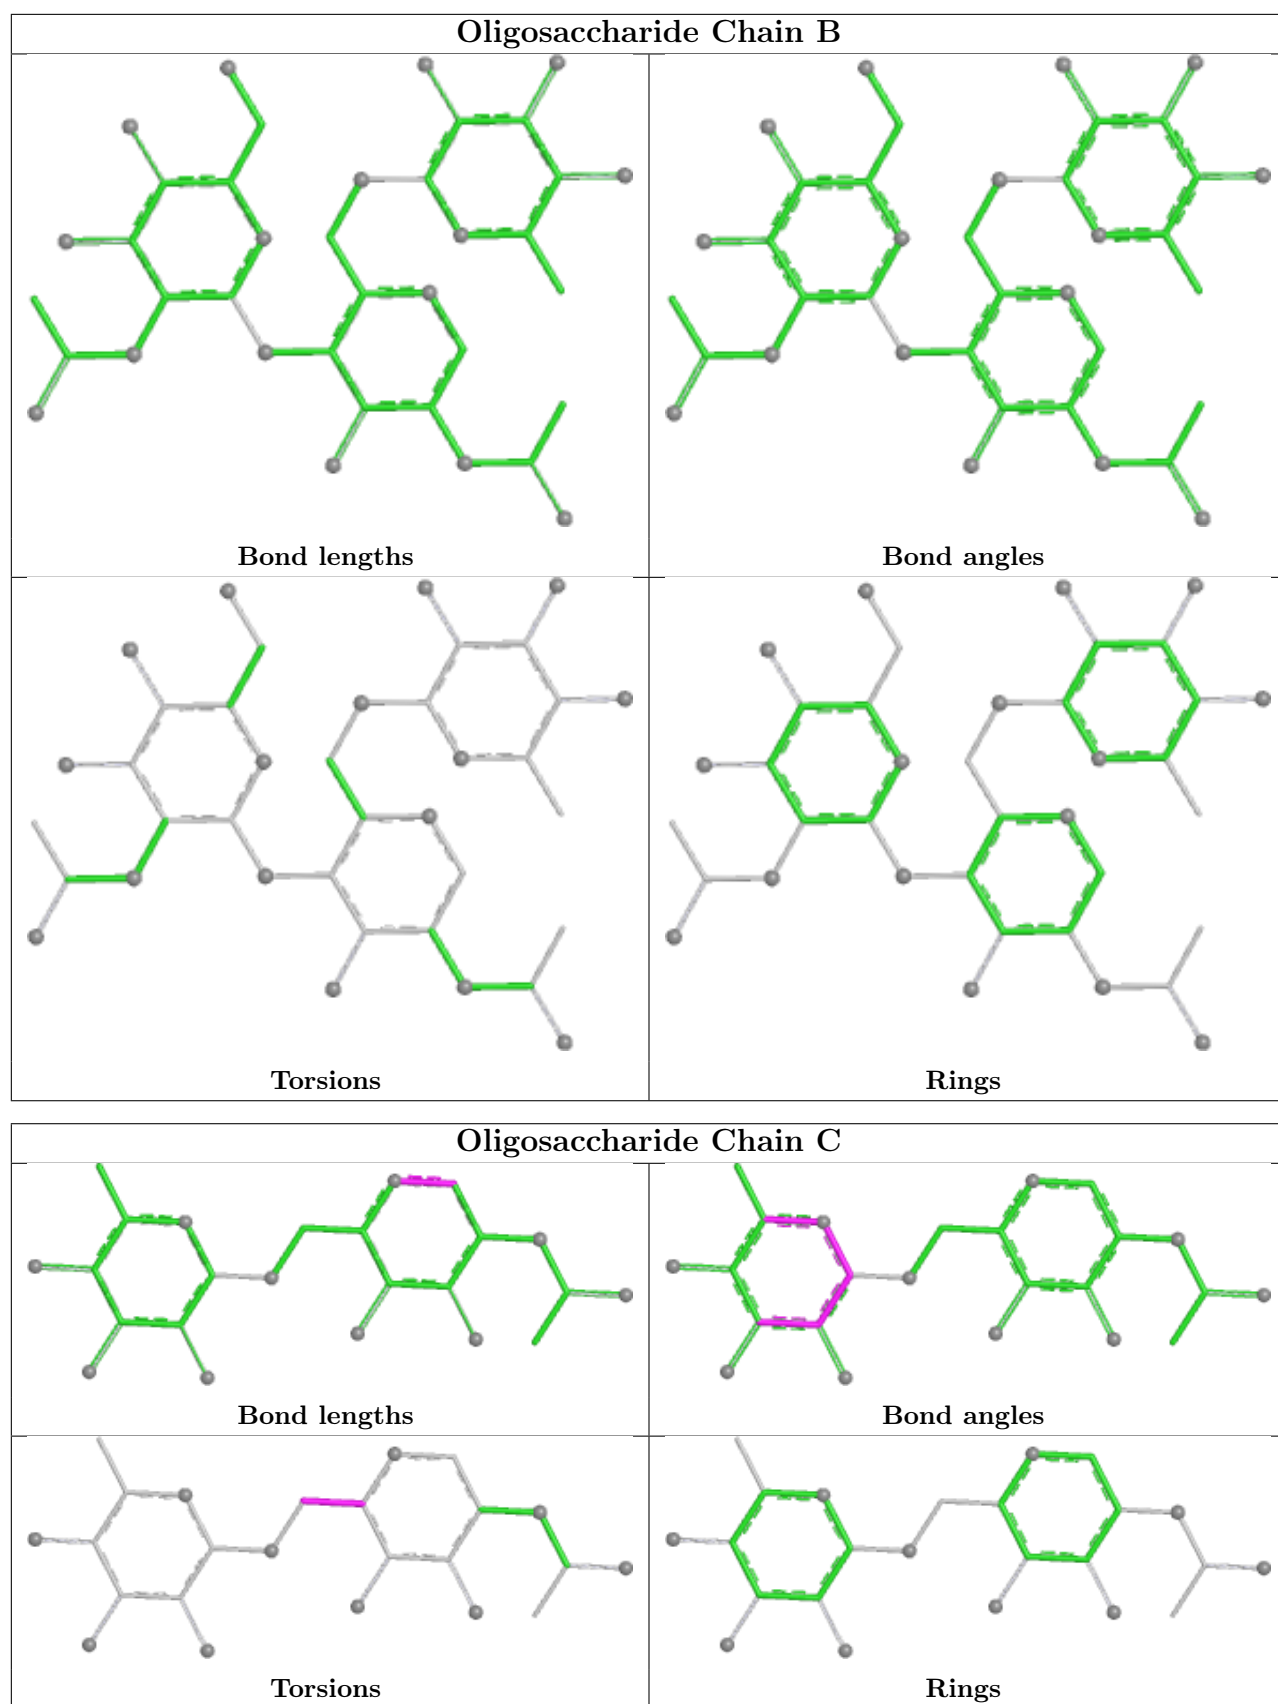 Oligosaccharide Chain B
Bond lengths
Bond angles
Torsions
Rings
Oligosaccharide Chain C
Bond lengths
Bond angles
Torsions
Rings